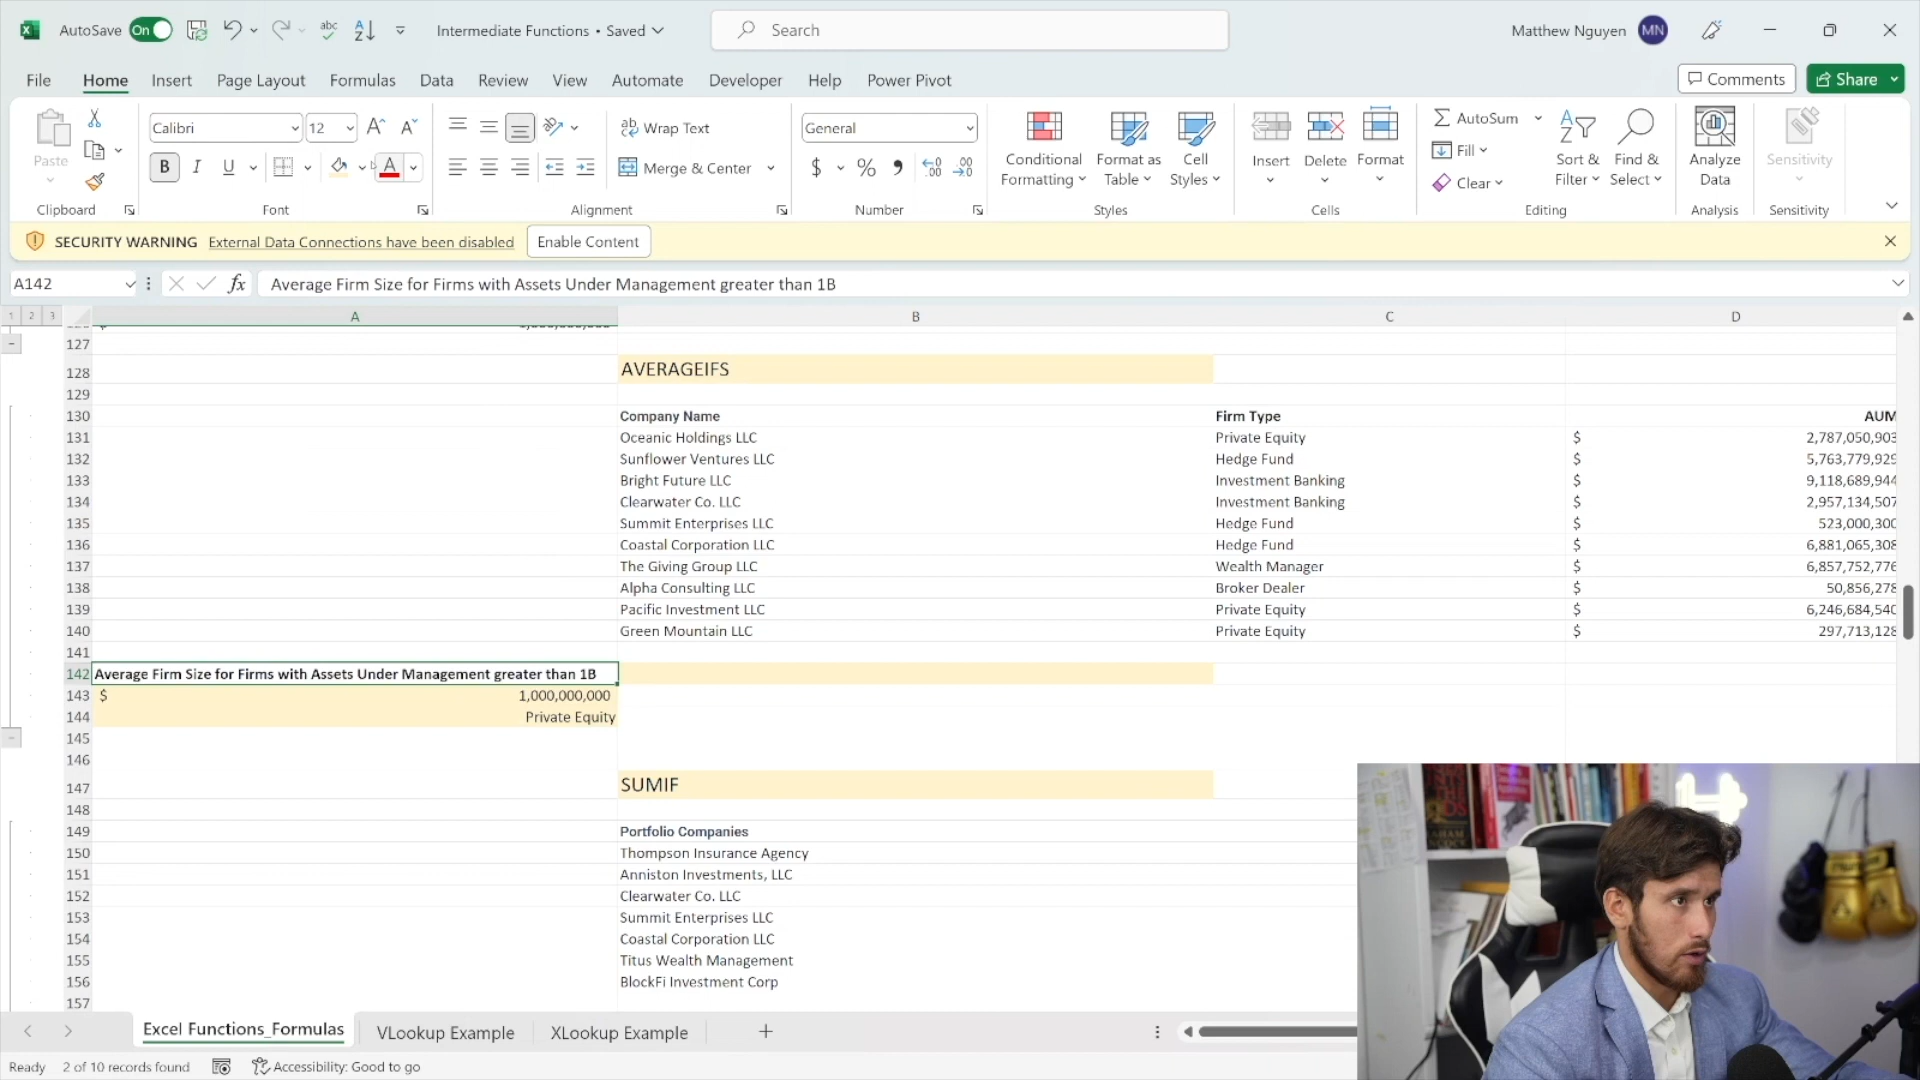 AutoSave On Intermediate Functions • Saved Search Matthew Nguyen MN
File Home Insert Page Layout Formulas Data Review View Automate Developer Help Power Pivot Comments Share
Paste Calibri 12 Wrap Text General Conditional Formatting Format as Table Cell Styles Insert Delete Format AutoSum Sort & Filter Find & Select Analyze Data Sensitivity
B I U A Merge & Center $ % Fill Clear
Clipboard Font Alignment Number Styles Cells Editing Analysis Sensitivity
SECURITY WARNING External Data Connections have been disabled Enable Content
A142 fx Average Firm Size for Firms with Assets Under Management greater than 1B
1 2 3 A B C D
127
128 AVERAGEIFS
129
130 Company Name Firm Type AUM
131 Oceanic Holdings LLC Private Equity $ 2,787,050,903
132 Sunflower Ventures LLC Hedge Fund $ 5,763,779,929
133 Bright Future LLC Investment Banking $ 9,118,689,944
134 Clearwater Co. LLC Investment Banking $ 2,957,134,507
135 Summit Enterprises LLC Hedge Fund $ 523,000,300
136 Coastal Corporation LLC Hedge Fund $ 6,881,065,308
137 The Giving Group LLC Wealth Manager $ 6,857,752,776
138 Alpha Consulting LLC Broker Dealer $ 50,856,278
139 Pacific Investment LLC Private Equity $ 6,246,684,540
140 Green Mountain LLC Private Equity $ 297,713,128
141
142 Average Firm Size for Firms with Assets Under Management greater than 1B
143 $ 1,000,000,000
144 Private Equity
145
146
147 SUMIF
148
149 Portfolio Companies
150 Thompson Insurance Agency
151 Anniston Investments, LLC
152 Clearwater Co. LLC
153 Summit Enterprises LLC
154 Coastal Corporation LLC
155 Titus Wealth Management
156 BlockFi Investment Corp
157
Excel Functions_Formulas VLookup Example XLookup Example
Ready 2 of 10 records found Accessibility: Good to go